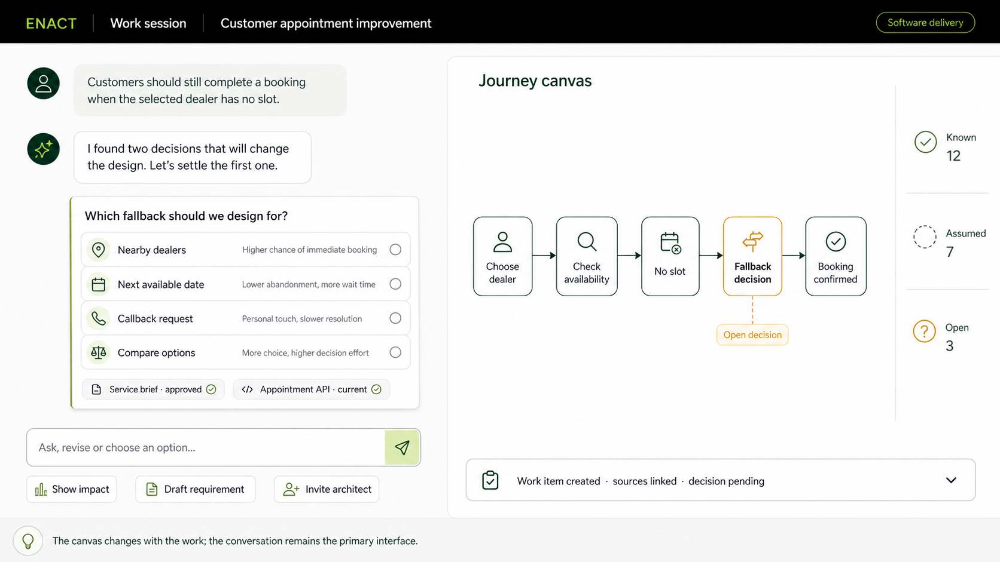 ENACT
Work session
Customer appointment improvement
Software delivery
Customers should still complete a booking
when the selected dealer has no slot.
I found two decisions that will change
the design. Let's settle the first one.
Which fallback should we design for?
Nearby dealers
Higher chance of immediate booking
Next available date
Lower abandonment, more wait time
Callback request
Personal touch, slower resolution
Compare options
More choice, higher decision effort
Service brief · approved
</> Appointment API · current
Ask, revise or choose an option...
Show impact
Draft requirement
Invite architect
Journey canvas
Choose
dealer
Check
availability
No slot
Fallback
decision
Booking
confirmed
Open decision
Known
12
Assumed
7
Open
3
Work item created · sources linked · decision pending
The canvas changes with the work; the conversation remains the primary interface.